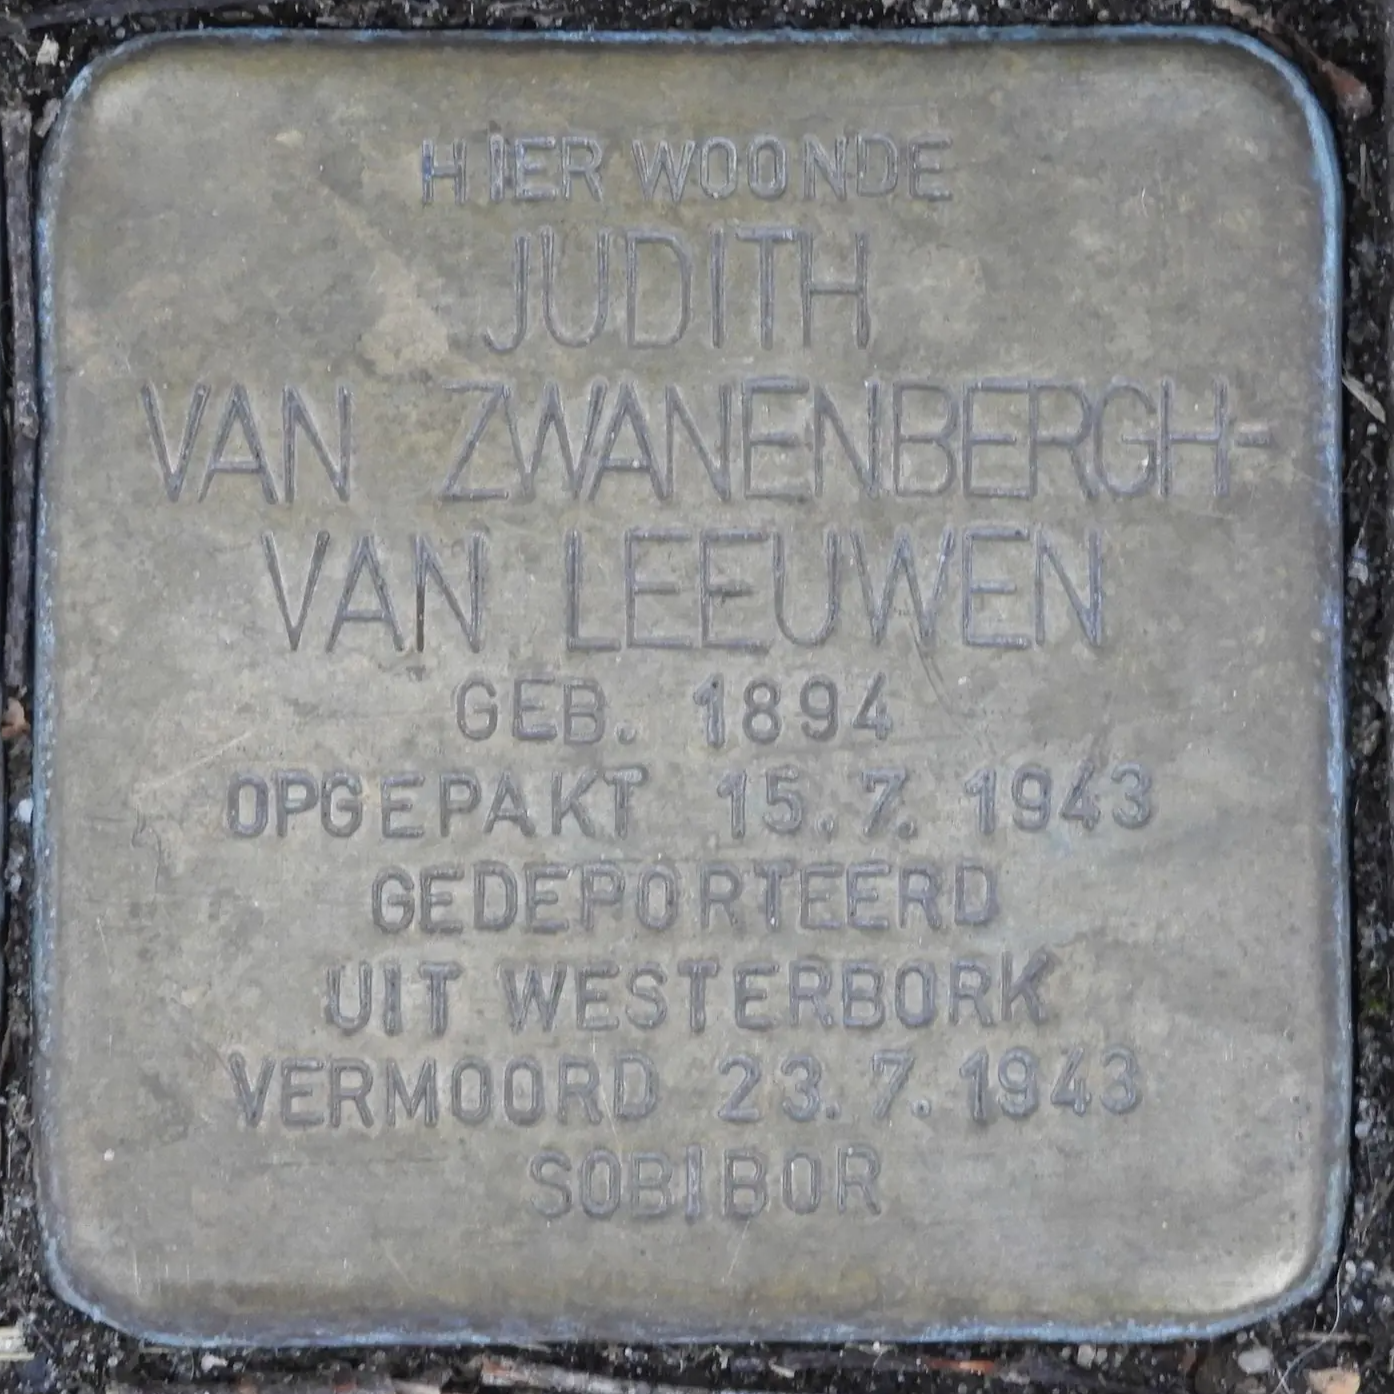 HIER WOONDE
JUDITH
VAN ZWANENBERGH-
VAN LEEUWEN
GEB. 1894
OPGEPAKT 15.7. 1943
GEDEPORTEERD
UIT WESTERBORK
VERMOORD 23.7.1943
SOBIBOR